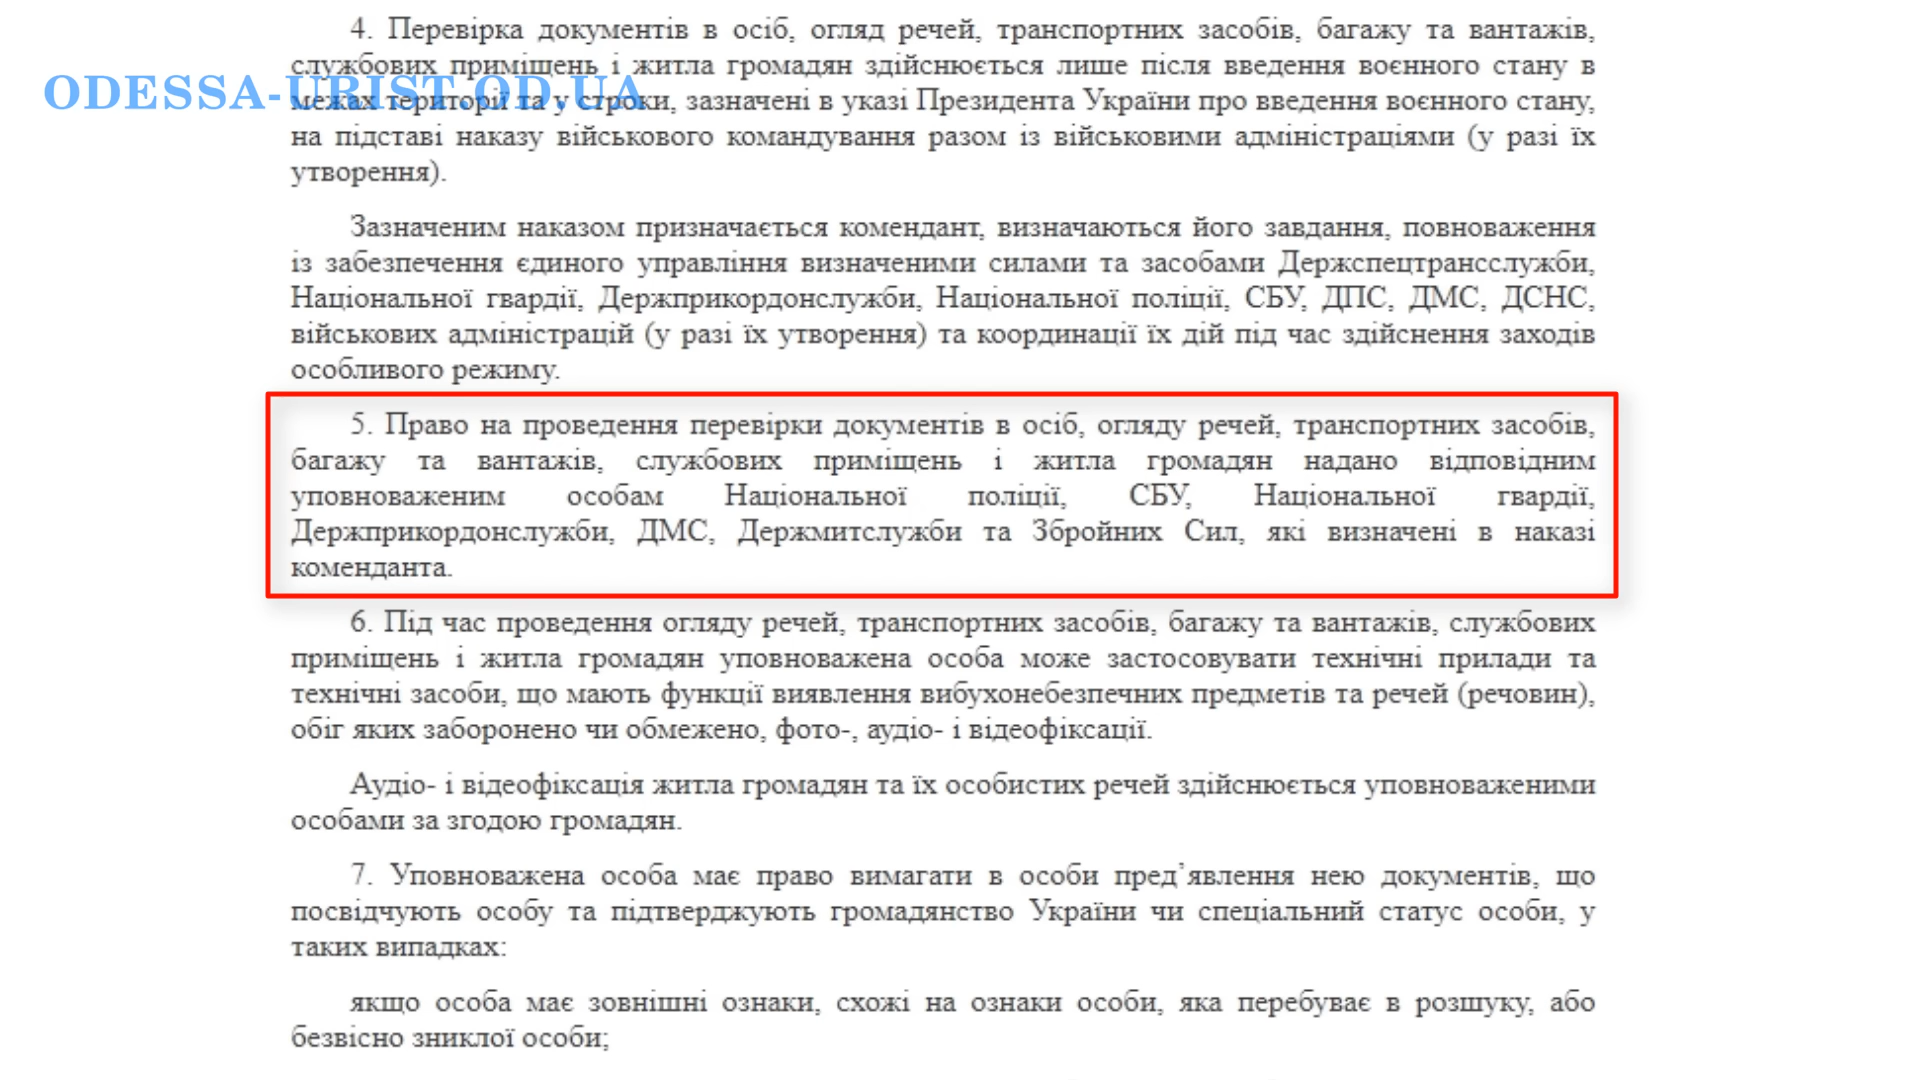 4. Перевірка документів в осіб, огляд речей, транспортних засобів, багажу та вантажів,
службових приміщень і житла громадян здійснюється лише після введення воєнного стану в
ODESSA-URIST.OD.UA
межах території та у строки, зазначені в указі Президента України про введення воєнного стану,
на підставі наказу військового командування разом із військовими адміністраціями (у разі їх
утворення).
Зазначеним наказом призначається комендант, визначаються його завдання, повноваження
із забезпечення єдиного управління визначеними силами та засобами Держспецтрансслужби,
Національної гвардії, Держприкордонслужби, Національної поліції, СБУ, ДПС, ДМС, ДСНС,
військових адміністрацій (у разі їх утворення) та координації їх дій під час здійснення заходів
особливого режиму.
5. Право на проведення перевірки документів в осіб, огляду речей, транспортних засобів,
багажу та вантажів, службових приміщень і житла громадян надано відповідним
уповноваженим особам Національної поліції, СБУ, Національної гвардії,
Держприкордонслужби, ДМС, Держмитслужби та Збройних Сил, які визначені в наказі
коменданта.
6. Під час проведення огляду речей, транспортних засобів, багажу та вантажів, службових
приміщень і житла громадян уповноважена особа може застосовувати технічні прилади та
технічні засоби, що мають функції виявлення вибухонебезпечних предметів та речей (речовин),
обіг яких заборонено чи обмежено, фото-, аудіо- і відеофіксації.
Аудіо- і відеофіксація житла громадян та їх особистих речей здійснюється уповноваженими
особами за згодою громадян.
7. Уповноважена особа має право вимагати в особи пред’явлення нею документів, що
посвідчують особу та підтверджують громадянство України чи спеціальний статус особи, у
таких випадках:
якщо особа має зовнішні ознаки, схожі на ознаки особи, яка перебуває в розшуку, або
безвісно зниклої особи;